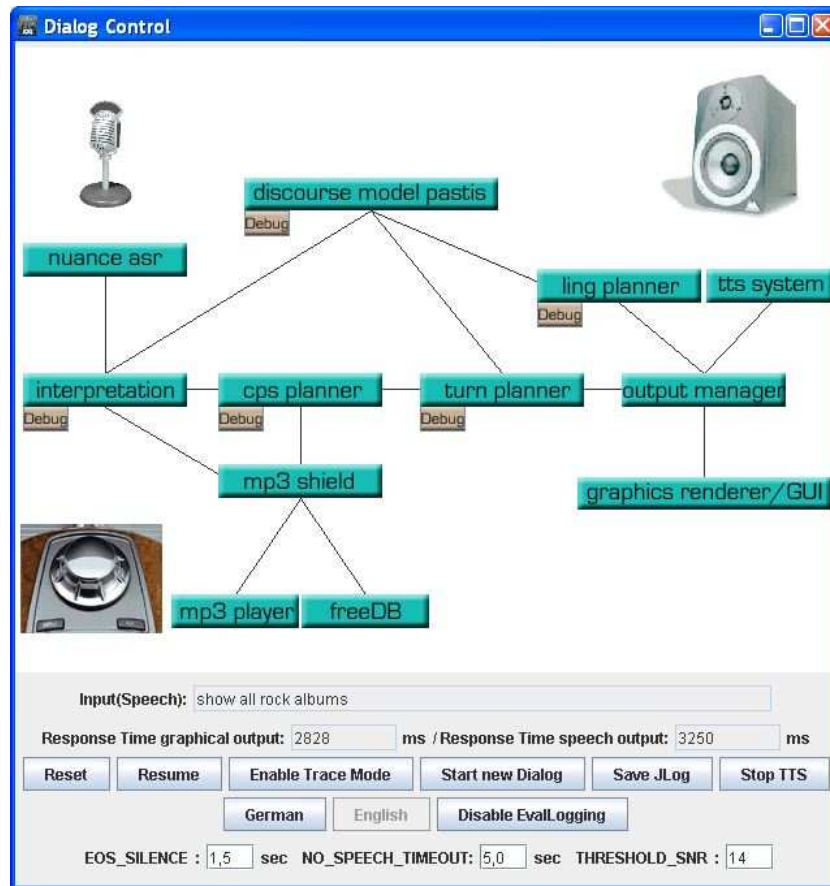 Dialog Control
discourse model pastis
Debug
nuance asr
ling planner
tts system
Debug
interpretation
cps planner
turn planner
output manager
Debug
Debug
Debug
mp3 shield
graphics renderer/GUI
mp3 player
freeDB
Input(Speech): show all rock albums
Response Time graphical output: 2828 ms / Response Time speech output: 3250 ms
Reset Resume Enable Trace Mode Start new Dialog Save JLog Stop TTS
German English Disable EvalLogging
EOS_SILENCE : 1,5 sec NO_SPEECH_TIMEOUT: 5,0 sec THRESHOLD_SNR : 14